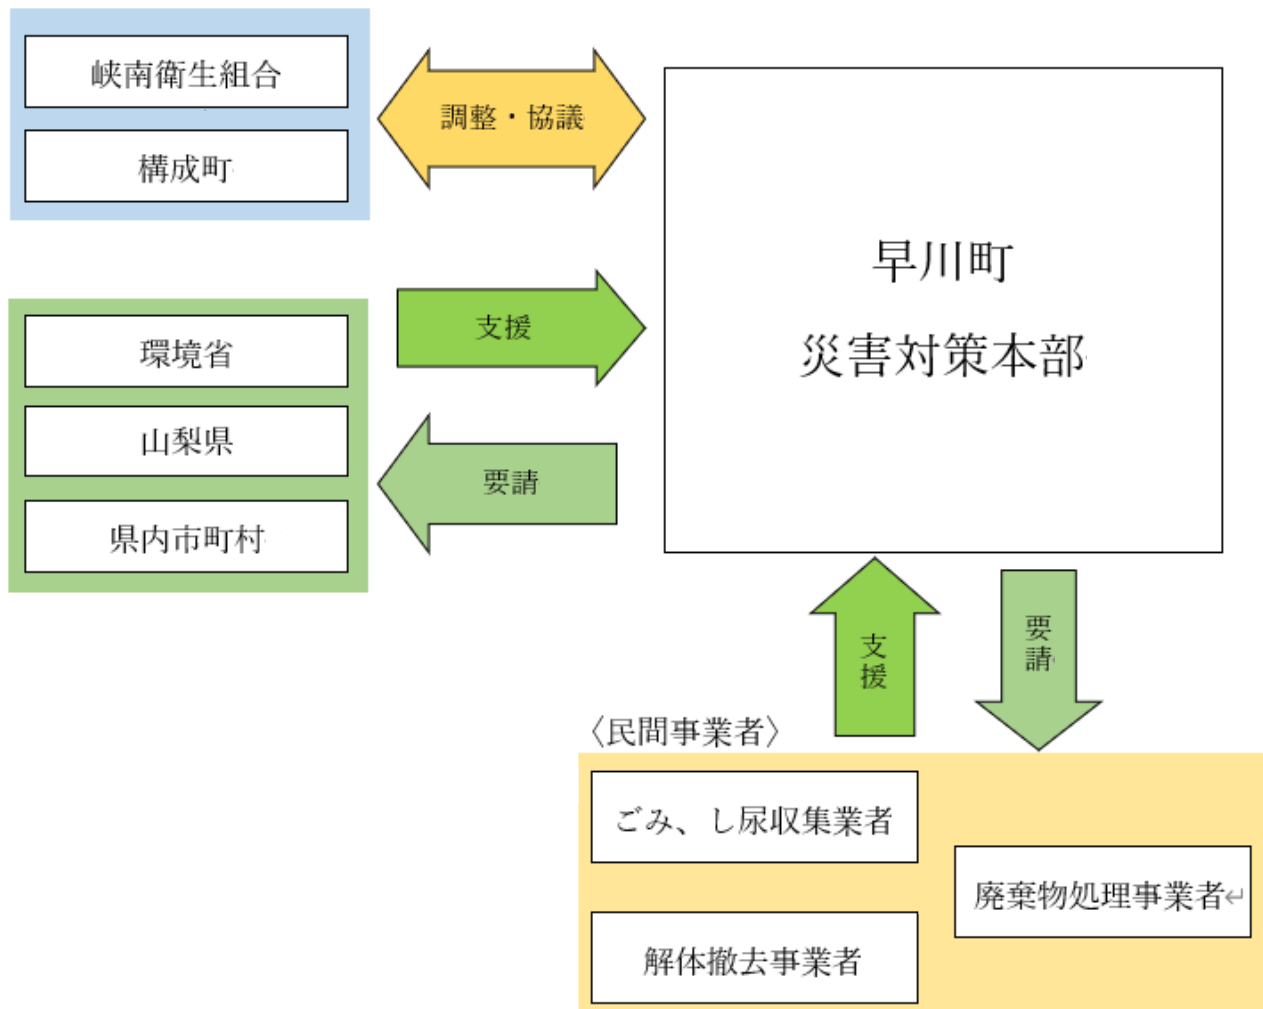 峡南衛生組合
構成町
調整・協議
早川町
災害対策本部
環境省
山梨県
県内市町村
支援
要請
支援
要請
〈民間事業者〉
ごみ、し尿収集業者
解体撤去事業者
廃棄物処理事業者↵